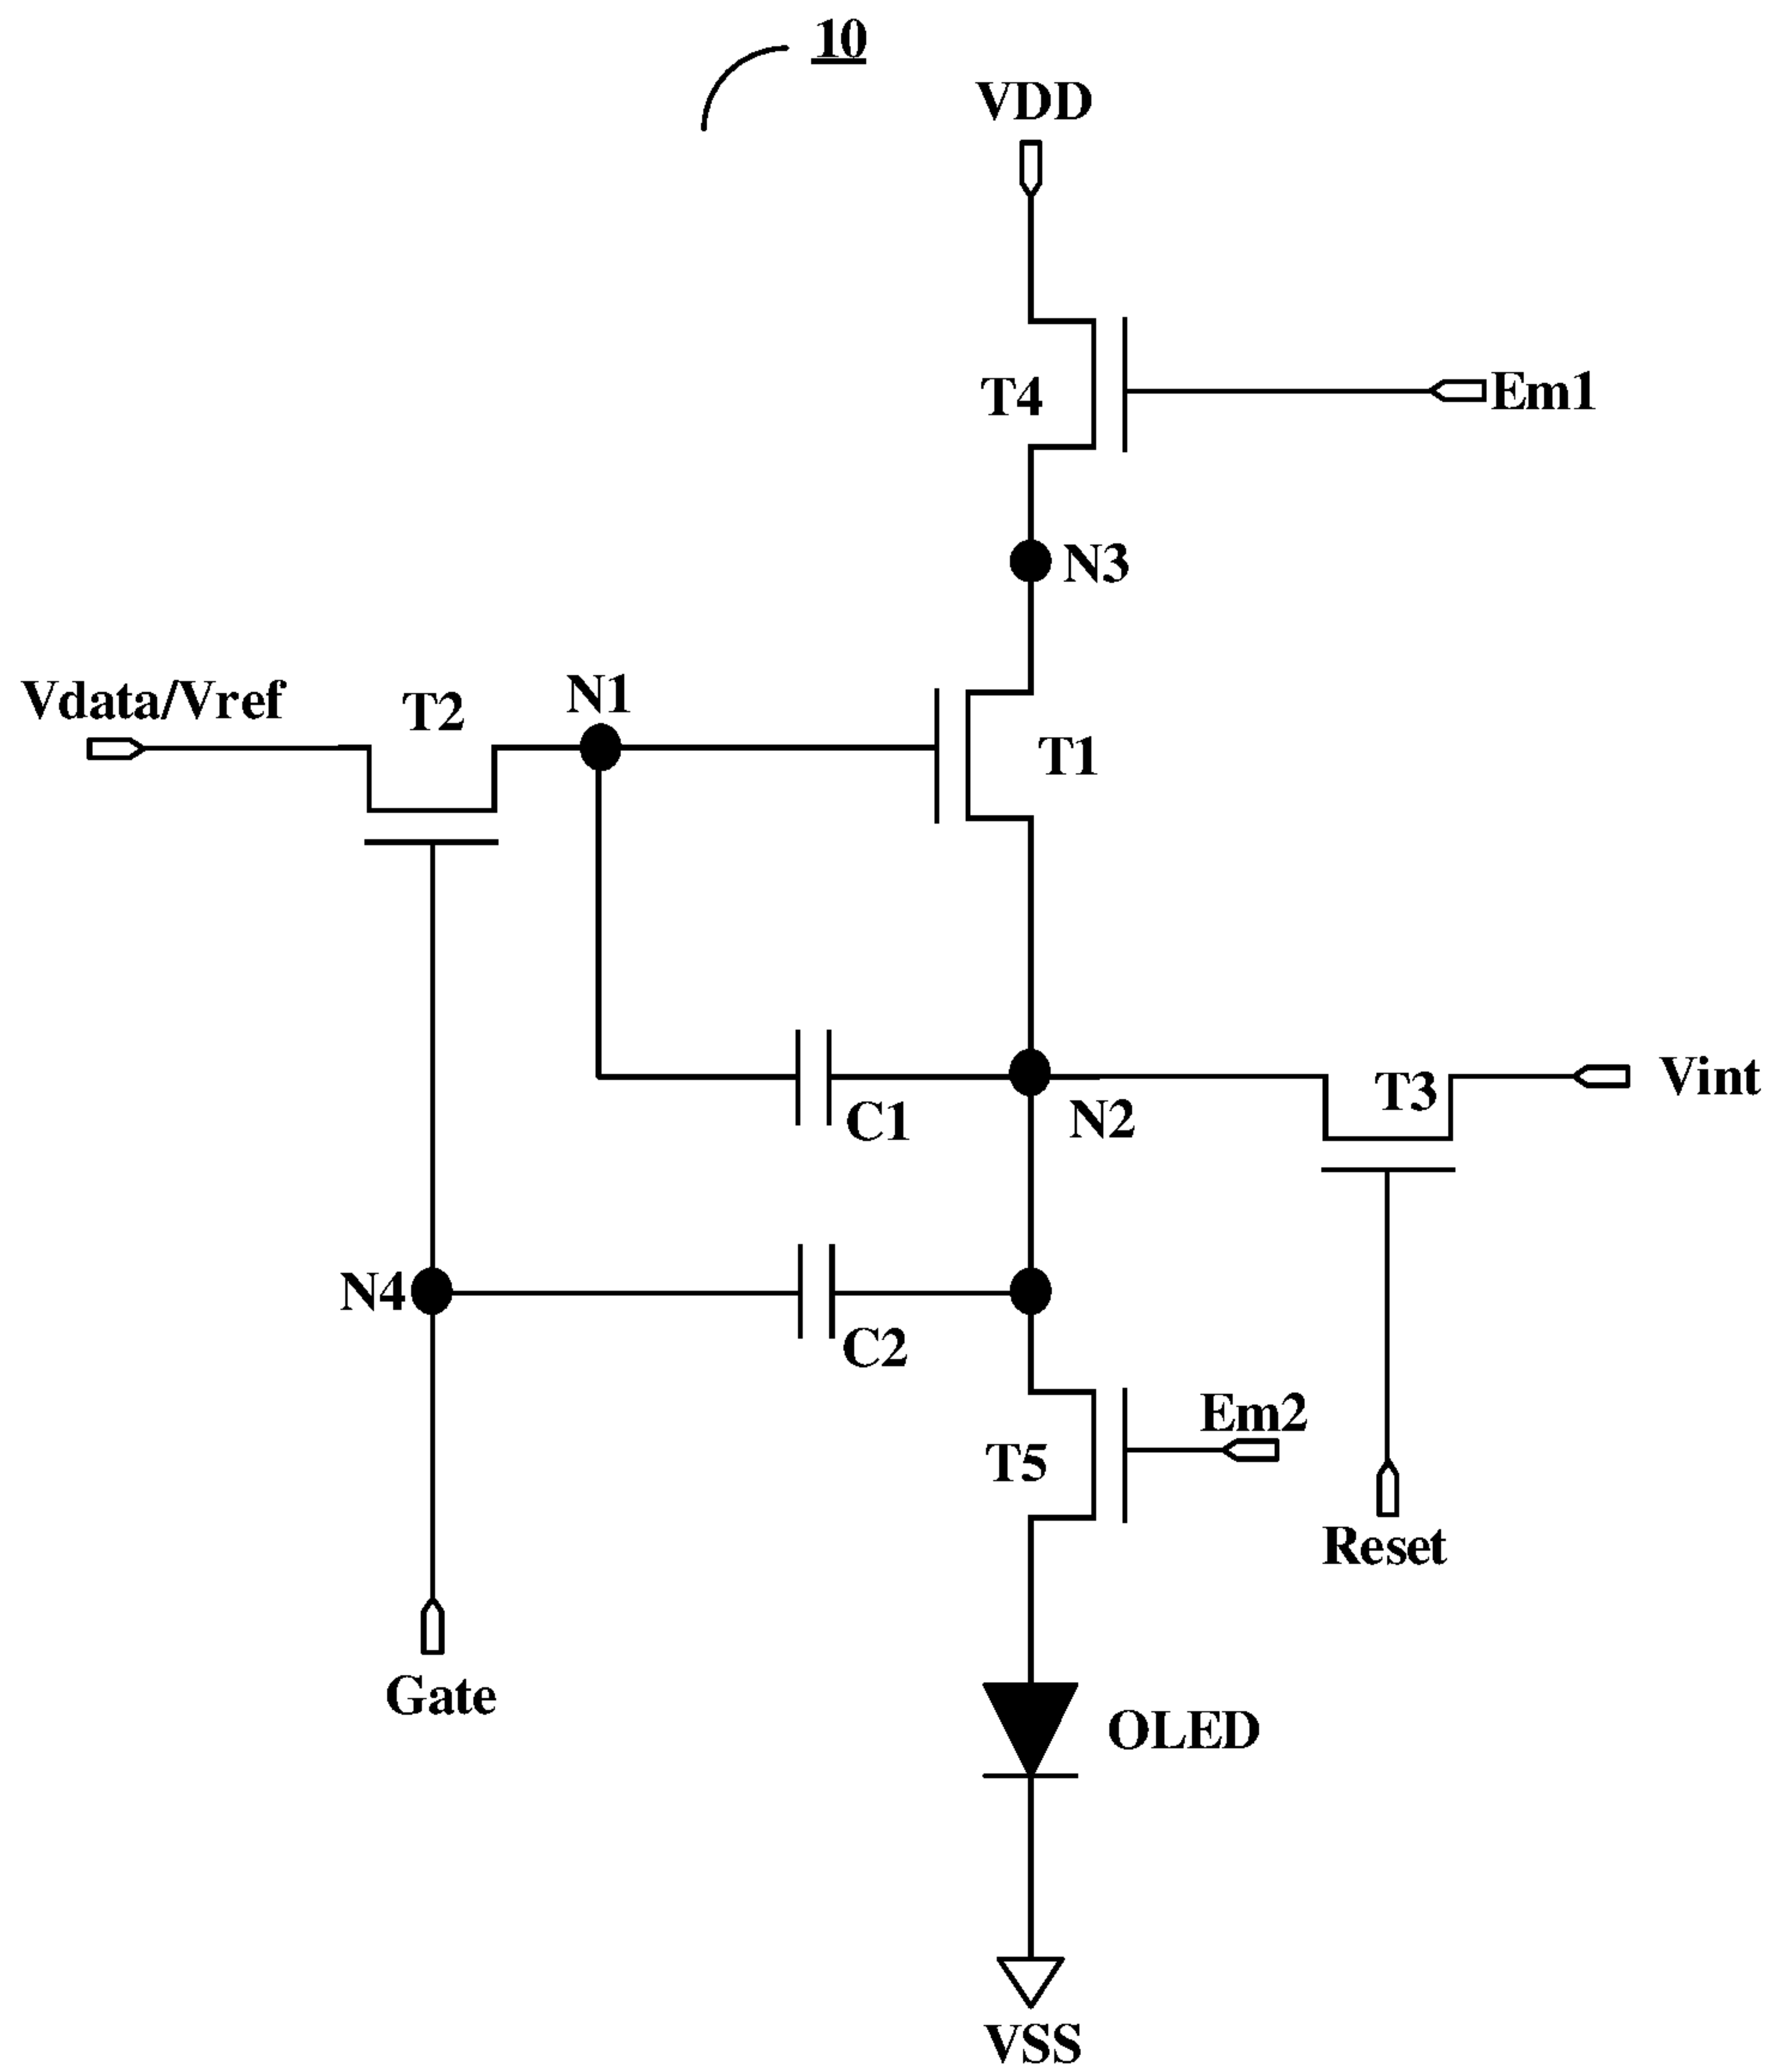 10
VDD
T4
Em1
N3
Vdata/Vref
T2
N1
T1
C1
N2
T3
Vint
N4
C2
T5
Em2
Reset
Gate
OLED
VSS